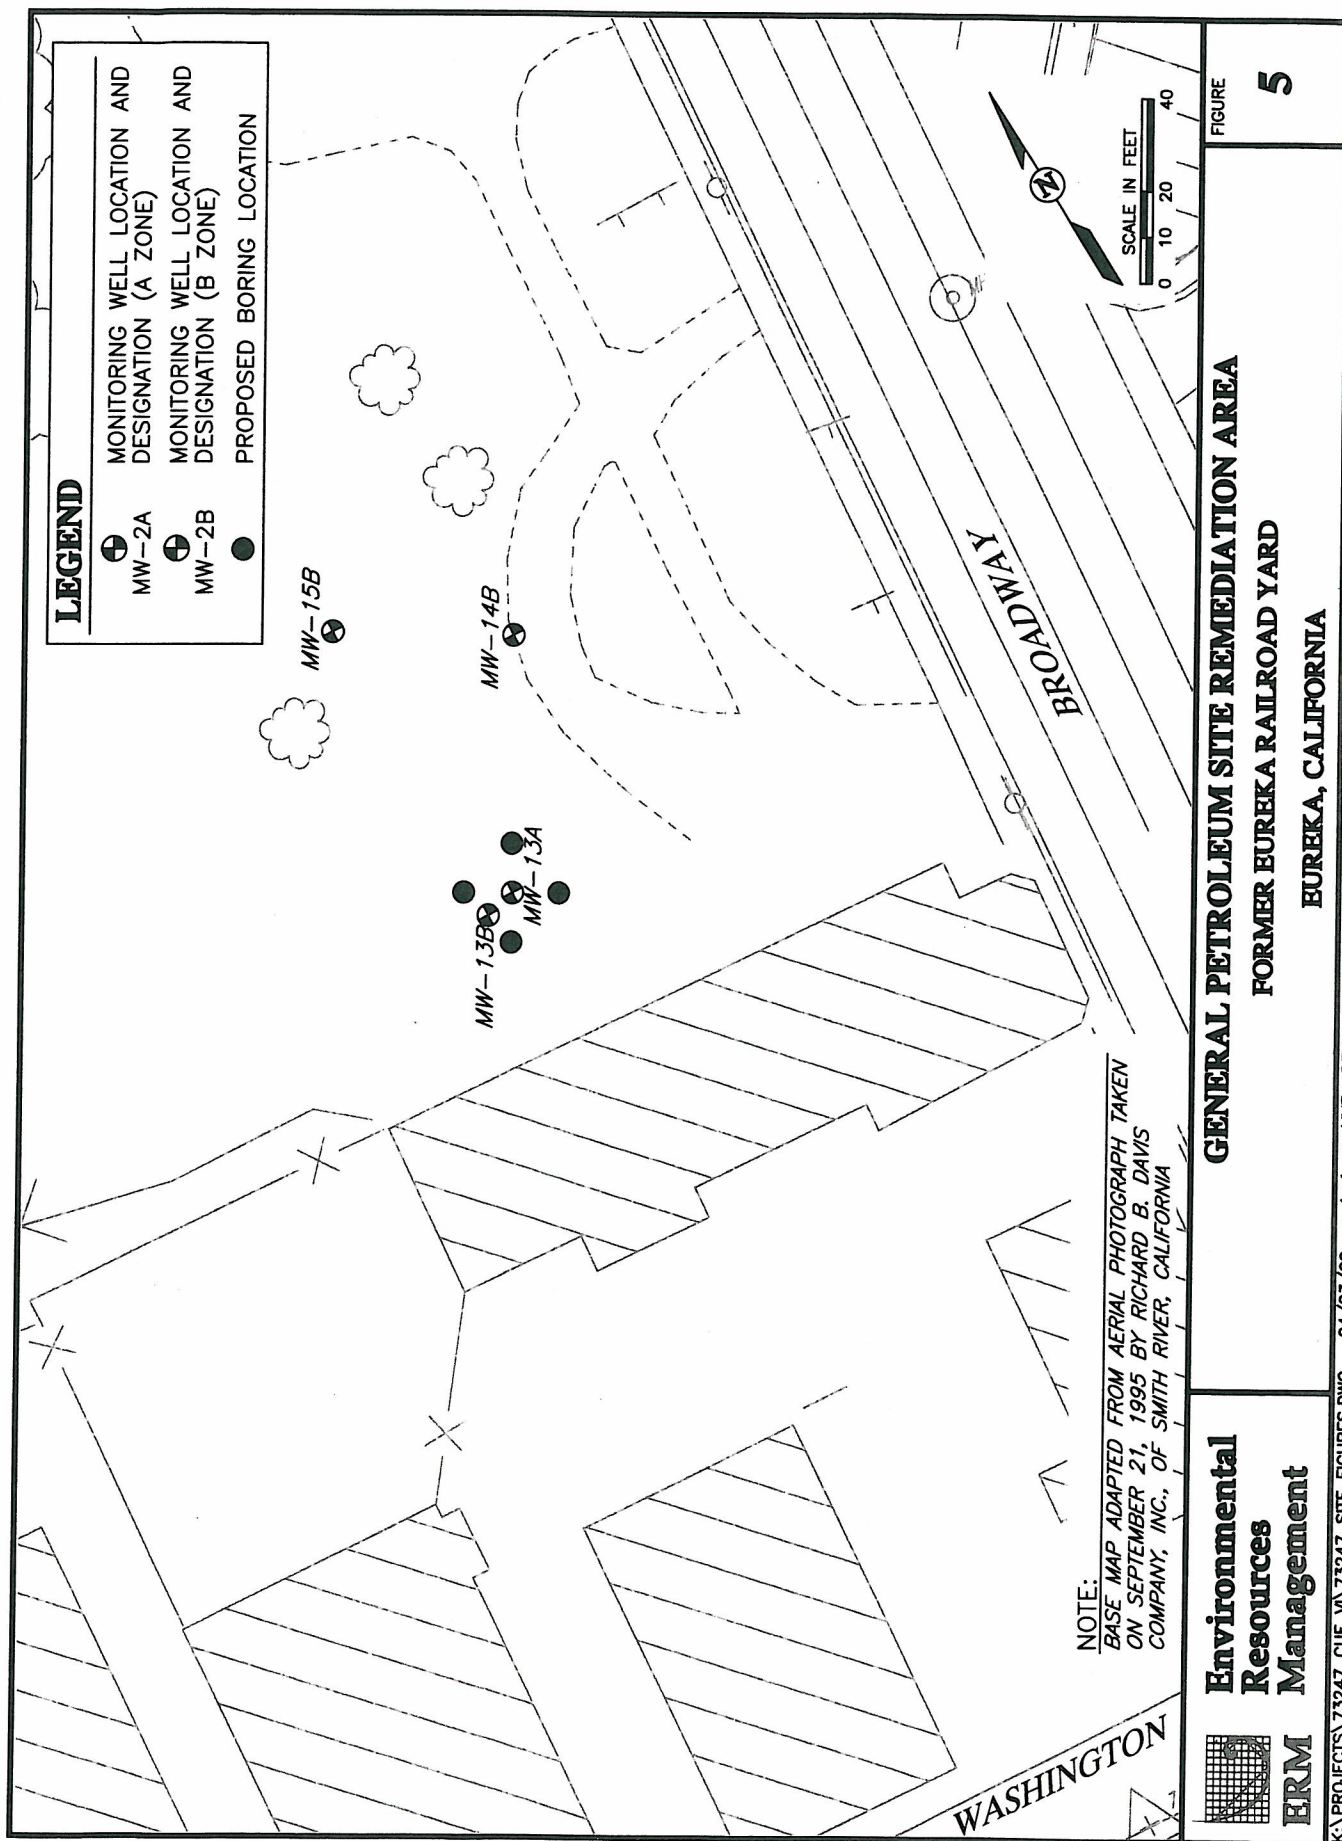 LEGEND
MW-2A
MONITORING WELL LOCATION AND
DESIGNATION (A ZONE)
MW-2B
MONITORING WELL LOCATION AND
DESIGNATION (B ZONE)
PROPOSED BORING LOCATION
MW-15B
MW-14B
MW-13B
MW-13A
BROADWAY
WASHINGTON
N
SCALE IN FEET
0 10 20 40
NOTE:
BASE MAP ADAPTED FROM AERIAL PHOTOGRAPH TAKEN
ON SEPTEMBER 21, 1995 BY RICHARD B. DAVIS
COMPANY, INC., OF SMITH RIVER, CALIFORNIA
ERM
Environmental
Resources
Management
GENERAL PETROLEUM SITE REMEDIATION AREA
FORMER EUREKA RAILROAD YARD
EUREKA, CALIFORNIA
FIGURE
5